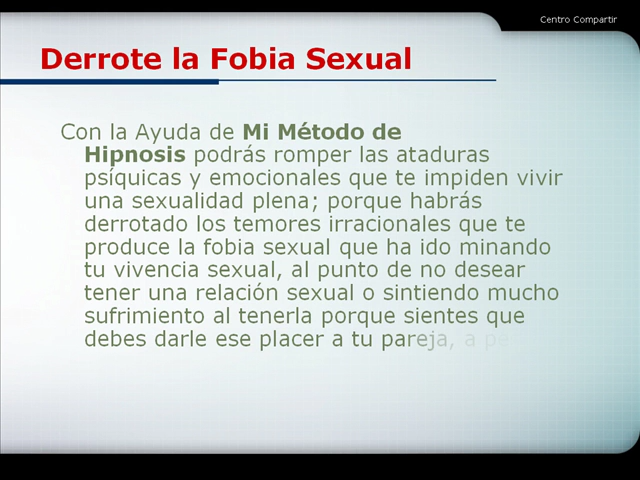 Centro Compartir
Derrote la Fobia Sexual
Con la Ayuda de Mi Método de
Hipnosis podrás romper las ataduras
psíquicas y emocionales que te impiden vivir
una sexualidad plena; porque habrás
derrotado los temores irracionales que te
produce la fobia sexual que ha ido minando
tu vivencia sexual, al punto de no desear
tener una relación sexual o sintiendo mucho
sufrimiento al tenerla porque sientes que
debes darle ese placer a tu pareja, a